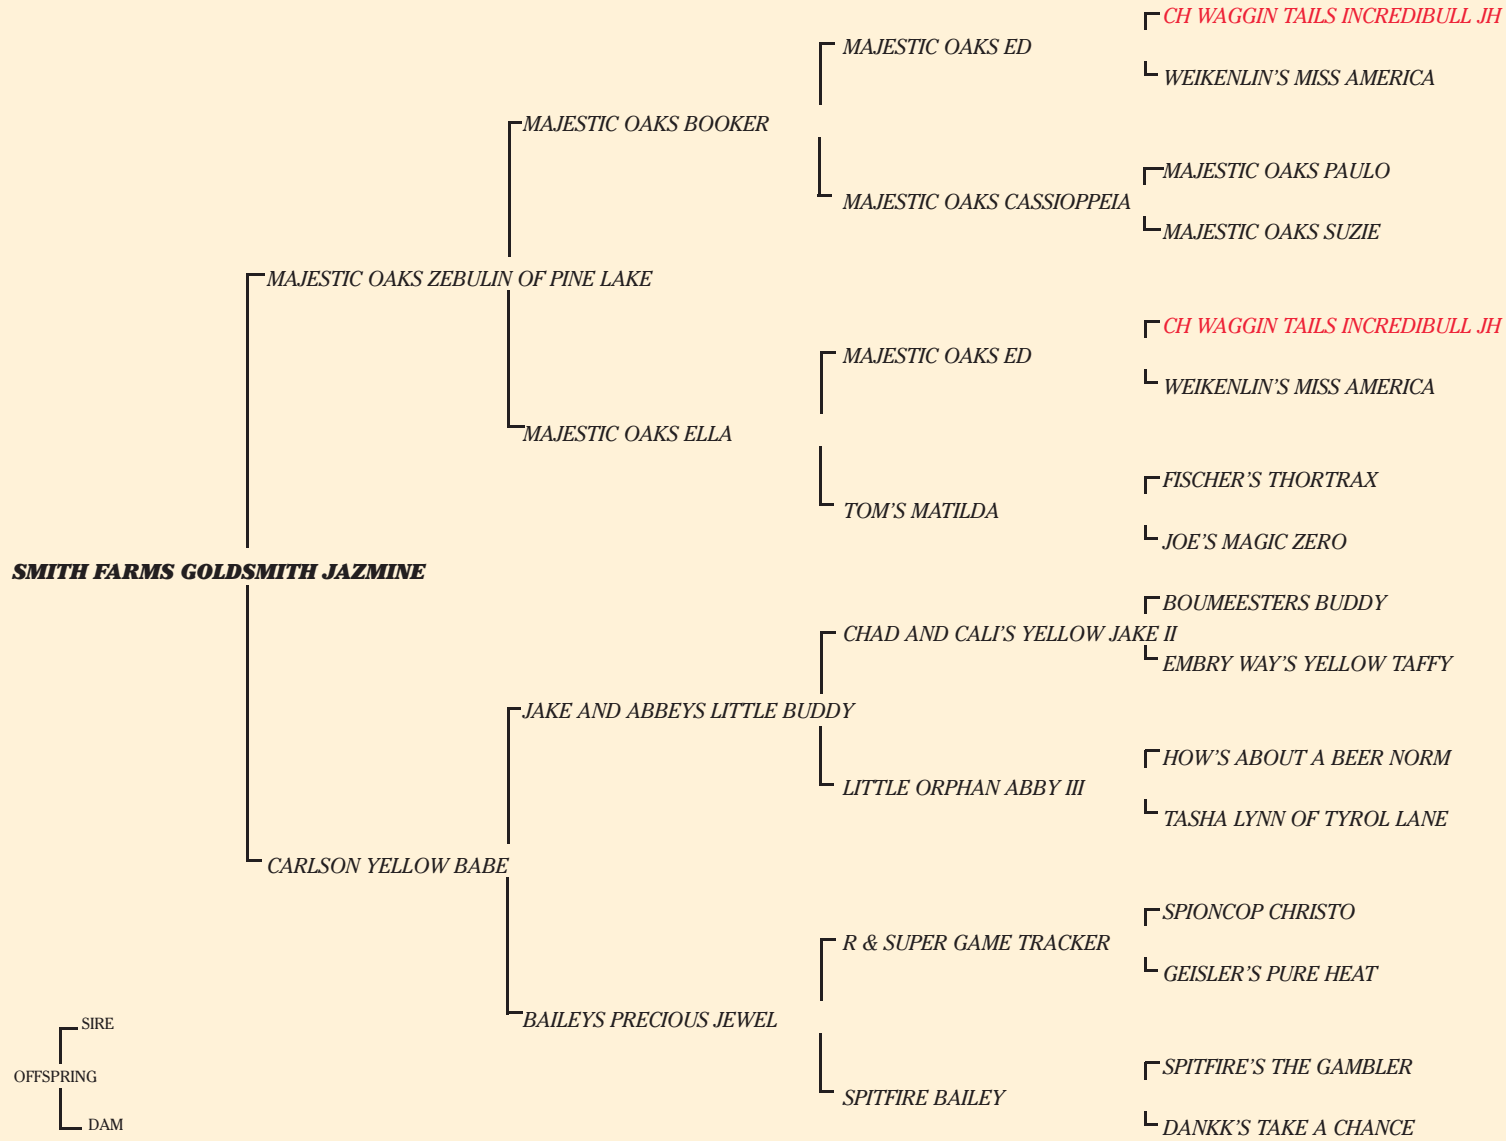 CH WAGGIN TAILS INCREDIBULL JH
MAJESTIC OAKS ED
WEIKENLIN'S MISS AMERICA
MAJESTIC OAKS BOOKER
MAJESTIC OAKS PAULO
MAJESTIC OAKS CASSIOPPEIA
MAJESTIC OAKS SUZIE
MAJESTIC OAKS ZEBULIN OF PINE LAKE
CH WAGGIN TAILS INCREDIBULL JH
MAJESTIC OAKS ED
WEIKENLIN'S MISS AMERICA
MAJESTIC OAKS ELLA
FISCHER'S THORTRAX
TOM'S MATILDA
JOE'S MAGIC ZERO
SMITH FARMS GOLDSMITH JAZMINE
BOUMEESTERS BUDDY
CHAD AND CALI'S YELLOW JAKE II
EMBRY WAY'S YELLOW TAFFY
JAKE AND ABBEYS LITTLE BUDDY
HOW'S ABOUT A BEER NORM
LITTLE ORPHAN ABBY III
TASHA LYNN OF TYROL LANE
CARLSON YELLOW BABE
SPIONCOP CHRISTO
R & SUPER GAME TRACKER
GEISLER'S PURE HEAT
BAILEYS PRECIOUS JEWEL
SPITFIRE'S THE GAMBLER
SPITFIRE BAILEY
DANKK'S TAKE A CHANCE
SIRE
OFFSPRING
DAM